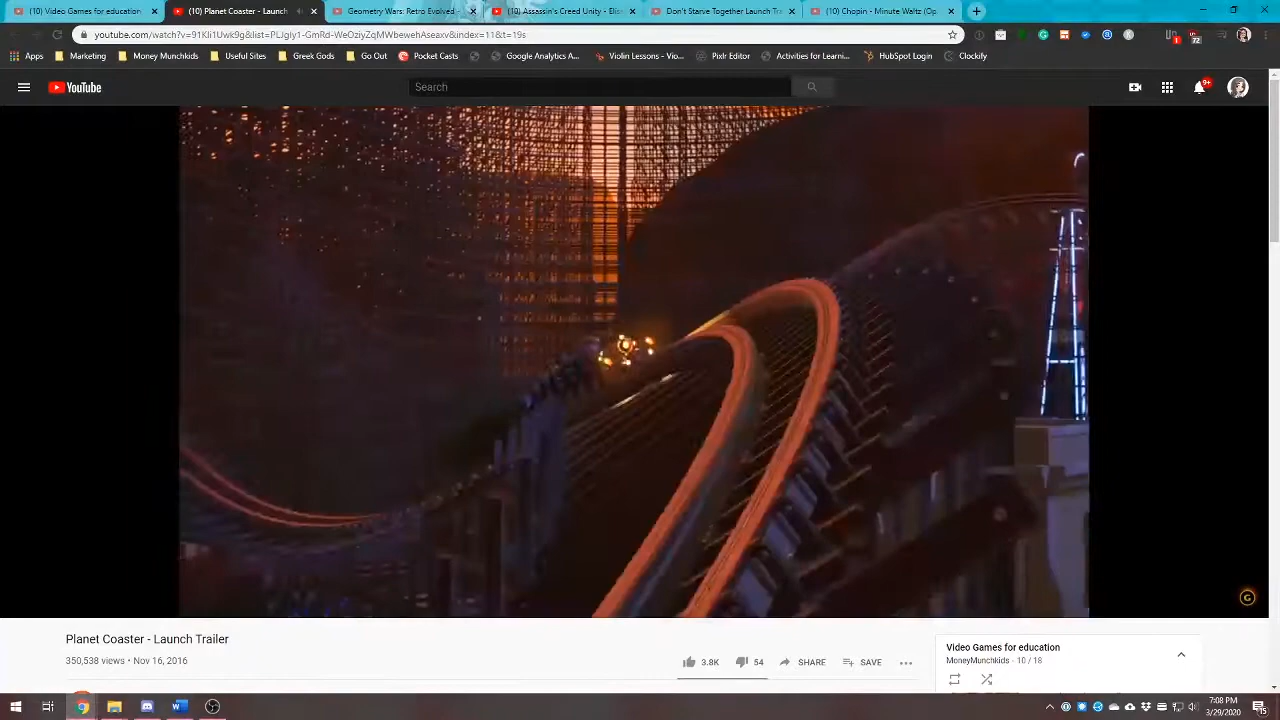 (10) Video Games for education
(10) Planet Coaster - Launch
Geometry Wars: Retro Evolved
(10) Assassin's Creed Unity - Elise
Don't Starve Together Launch Tra
(10) Chopin - Minute Waltz (Op
youtube.com/watch?v=91KIi1Uwk9g&list=PLJgIy1-GmRd-WeOziyZqMWbewehAseaxv&index=11&t=19s
Apps
Marketing
Money Munchkids
Useful Sites
Greek Gods
Go Out
Pocket Casts
Google Analytics A...
Violin Lessons - Vio...
Pixlr Editor
Activities for Learni...
HubSpot Login
Clockify
YouTube
Search
9+
Planet Coaster - Launch Trailer
350,538 views • Nov 16, 2016
3.8K
54
SHARE
SAVE
Video Games for education
MoneyMunchkids - 10 / 18
7:08 PM
3/29/2020